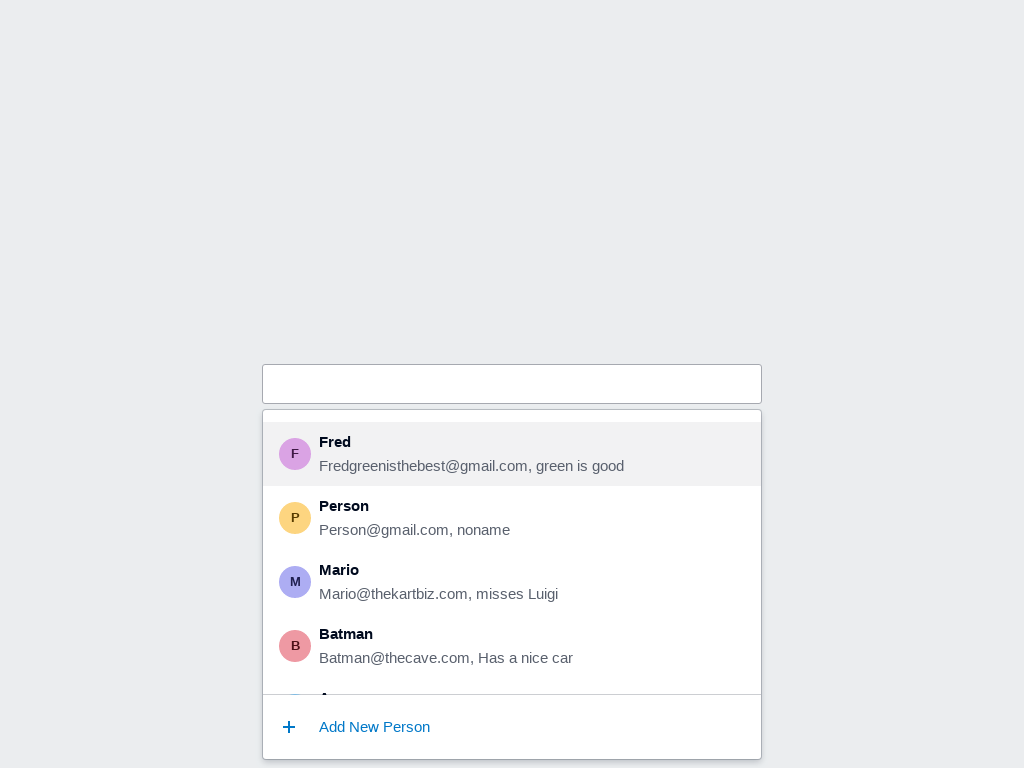 F
Fred
Fredgreenisthebest@gmail.com, green is good
P
Person
Person@gmail.com, noname
M
Mario
Mario@thekartbiz.com, misses Luigi
B
Batman
Batman@thecave.com, Has a nice car
Add New Person